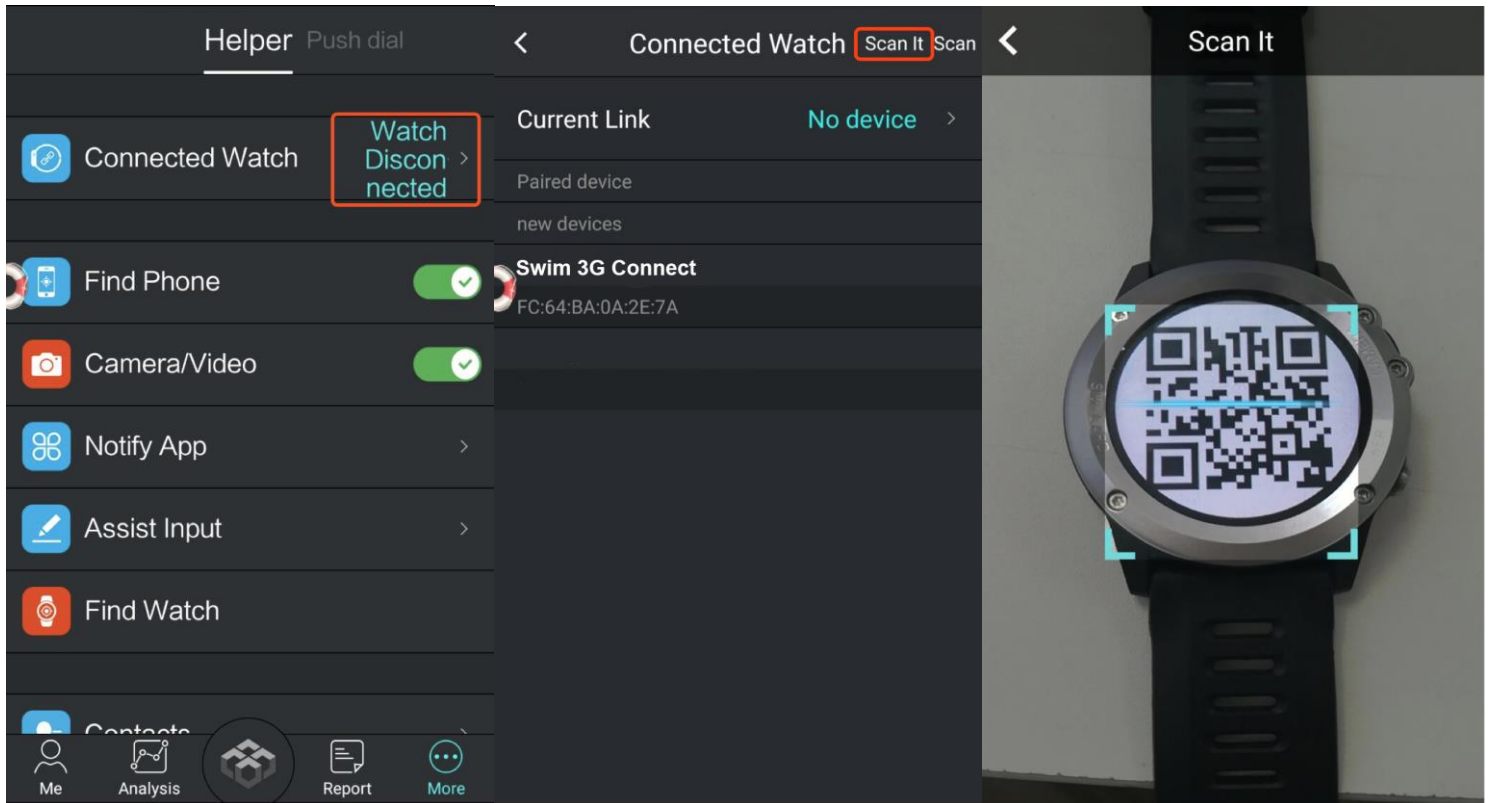 Helper Push dial
Connected Watch
Watch
Discon
nected
Find Phone
Camera/Video
Notify App
Assist Input
Find Watch
Contacts
Me
Analysis
Report
More
Connected Watch Scan It Scan
Current Link
No device
Paired device
new devices
Swim 3G Connect
FC:64:BA:0A:2E:7A
Scan It